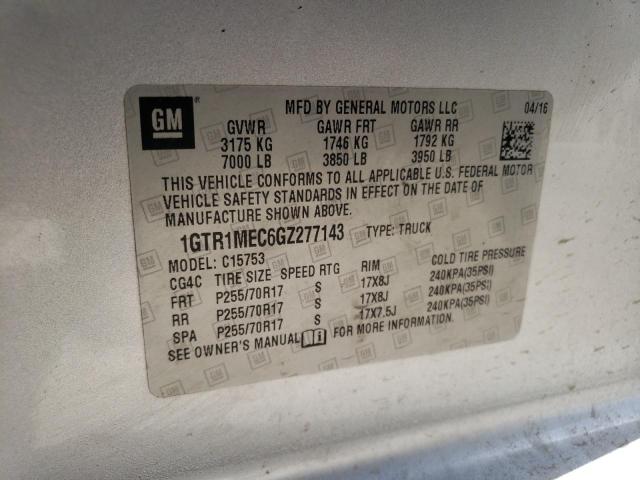 GM
MFD BY GENERAL MOTORS LLC 04/16
GVWR GAWR FRT GAWR RR
3175 KG 1746 KG 1792 KG
7000 LB 3850 LB 3950 LB
THIS VEHICLE CONFORMS TO ALL APPLICABLE U.S. FEDERAL MOTOR
VEHICLE SAFETY STANDARDS IN EFFECT ON THE DATE OF
MANUFACTURE SHOWN ABOVE.
1GTR1MEC6GZ277143 TYPE: TRUCK
MODEL: C15753
CG4C TIRE SIZE SPEED RTG RIM COLD TIRE PRESSURE
FRT P255/70R17 S 17X8J 240KPA(35PSI)
RR P255/70R17 S 17X8J 240KPA(35PSI)
SPA P255/70R17 S 17X7.5J 240KPA(35PSI)
SEE OWNER'S MANUAL FOR MORE INFORMATION.